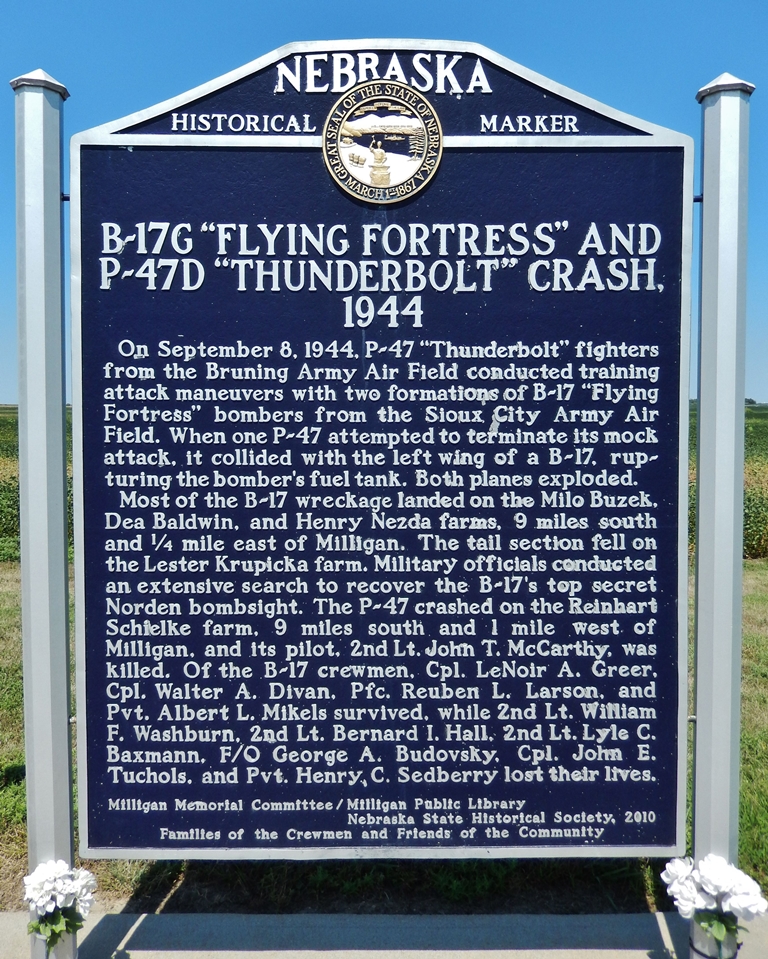 NEBRASKA
HISTORICAL MARKER
GREAT SEAL OF THE STATE OF NEBRASKA
MARCH 1ST 1867
B-17G “FLYING FORTRESS” AND
P-47D “THUNDERBOLT” CRASH,
1944
On September 8, 1944, P-47 “Thunderbolt” fighters
from the Bruning Army Air Field conducted training
attack maneuvers with two formations of B-17 “Flying
Fortress” bombers from the Sioux City Army Air
Field. When one P-47 attempted to terminate its mock
attack, it collided with the left wing of a B-17, rup-
turing the bomber's fuel tank. Both planes exploded.
Most of the B-17 wreckage landed on the Milo Buzek,
Dea Baldwin, and Henry Nezda farms, 9 miles south
and ¼ mile east of Milligan. The tail section fell on
the Lester Krupicka farm. Military officials conducted
an extensive search to recover the B-17's top secret
Norden bombsight. The P-47 crashed on the Reinhart
Schielke farm, 9 miles south and 1 mile west of
Milligan, and its pilot, 2nd Lt. John T. McCarthy, was
killed. Of the B-17 crewmen, Cpl. LeNoir A. Greer,
Cpl. Walter A. Divan, Pfc. Reuben L. Larson, and
Pvt. Albert L. Mikels survived, while 2nd Lt. William
F. Washburn, 2nd Lt. Bernard I. Hall, 2nd Lt. Lyle C.
Baxmann, F/O George A. Budovsky, Cpl. John E.
Tuchols, and Pvt. Henry C. Sedberry lost their lives.
Milligan Memorial Committee / Milligan Public Library
Nebraska State Historical Society, 2010
Families of the Crewmen and Friends of the Community